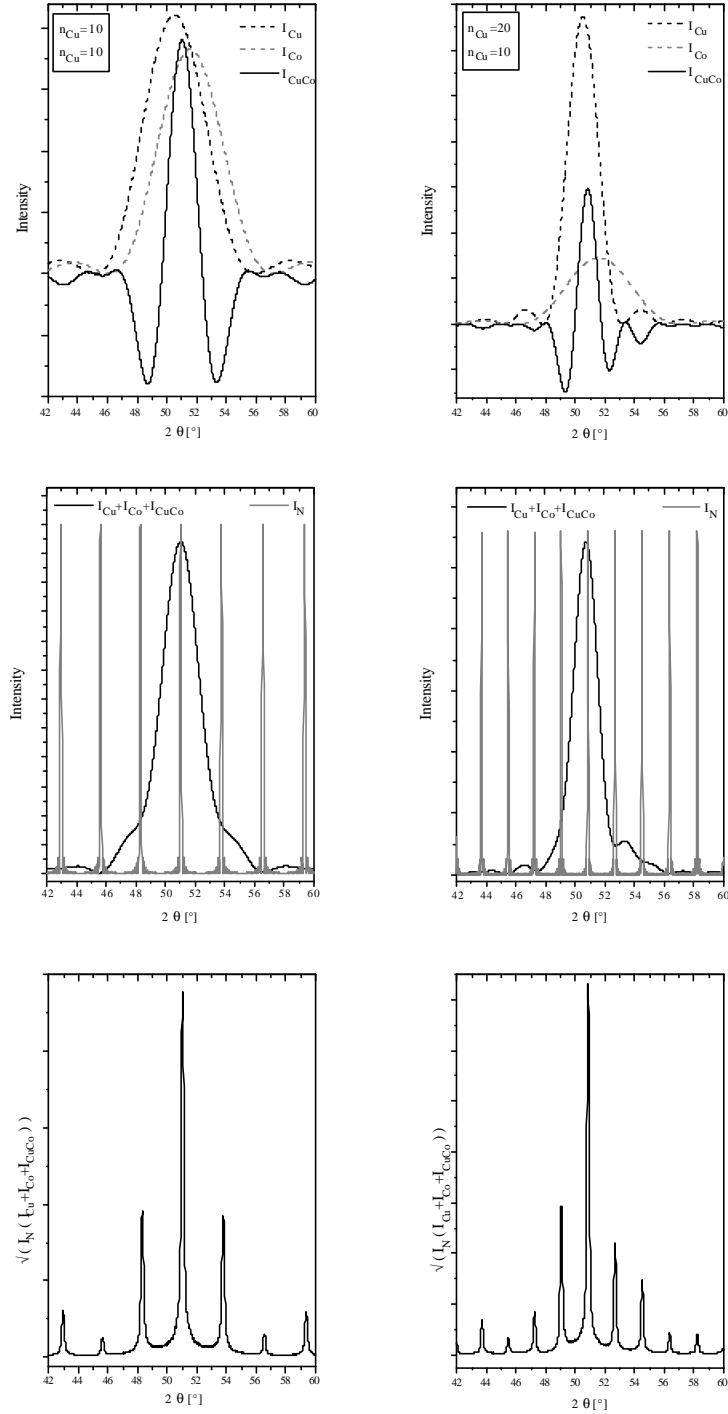 n_Cu=10
n_Cu=10
I_Cu
I_Co
I_CuCo
Intensity
42 44 46 48 50 52 54 56 58 60
2 θ [°]
n_Cu=20
n_Cu=10
I_Cu
I_Co
I_CuCo
Intensity
42 44 46 48 50 52 54 56 58 60
2 θ [°]
I_Cu+I_Co+I_CuCo
I_N
Intensity
42 44 46 48 50 52 54 56 58 60
2 θ [°]
I_Cu+I_Co+I_CuCo
I_N
Intensity
42 44 46 48 50 52 54 56 58 60
2 θ [°]
√ ( I_N ( I_Cu+I_Co+I_CuCo ) )
42 44 46 48 50 52 54 56 58 60
2 θ [°]
√ ( I_N ( I_Cu+I_Co+I_CuCo ) )
42 44 46 48 50 52 54 56 58 60
2 θ [°]